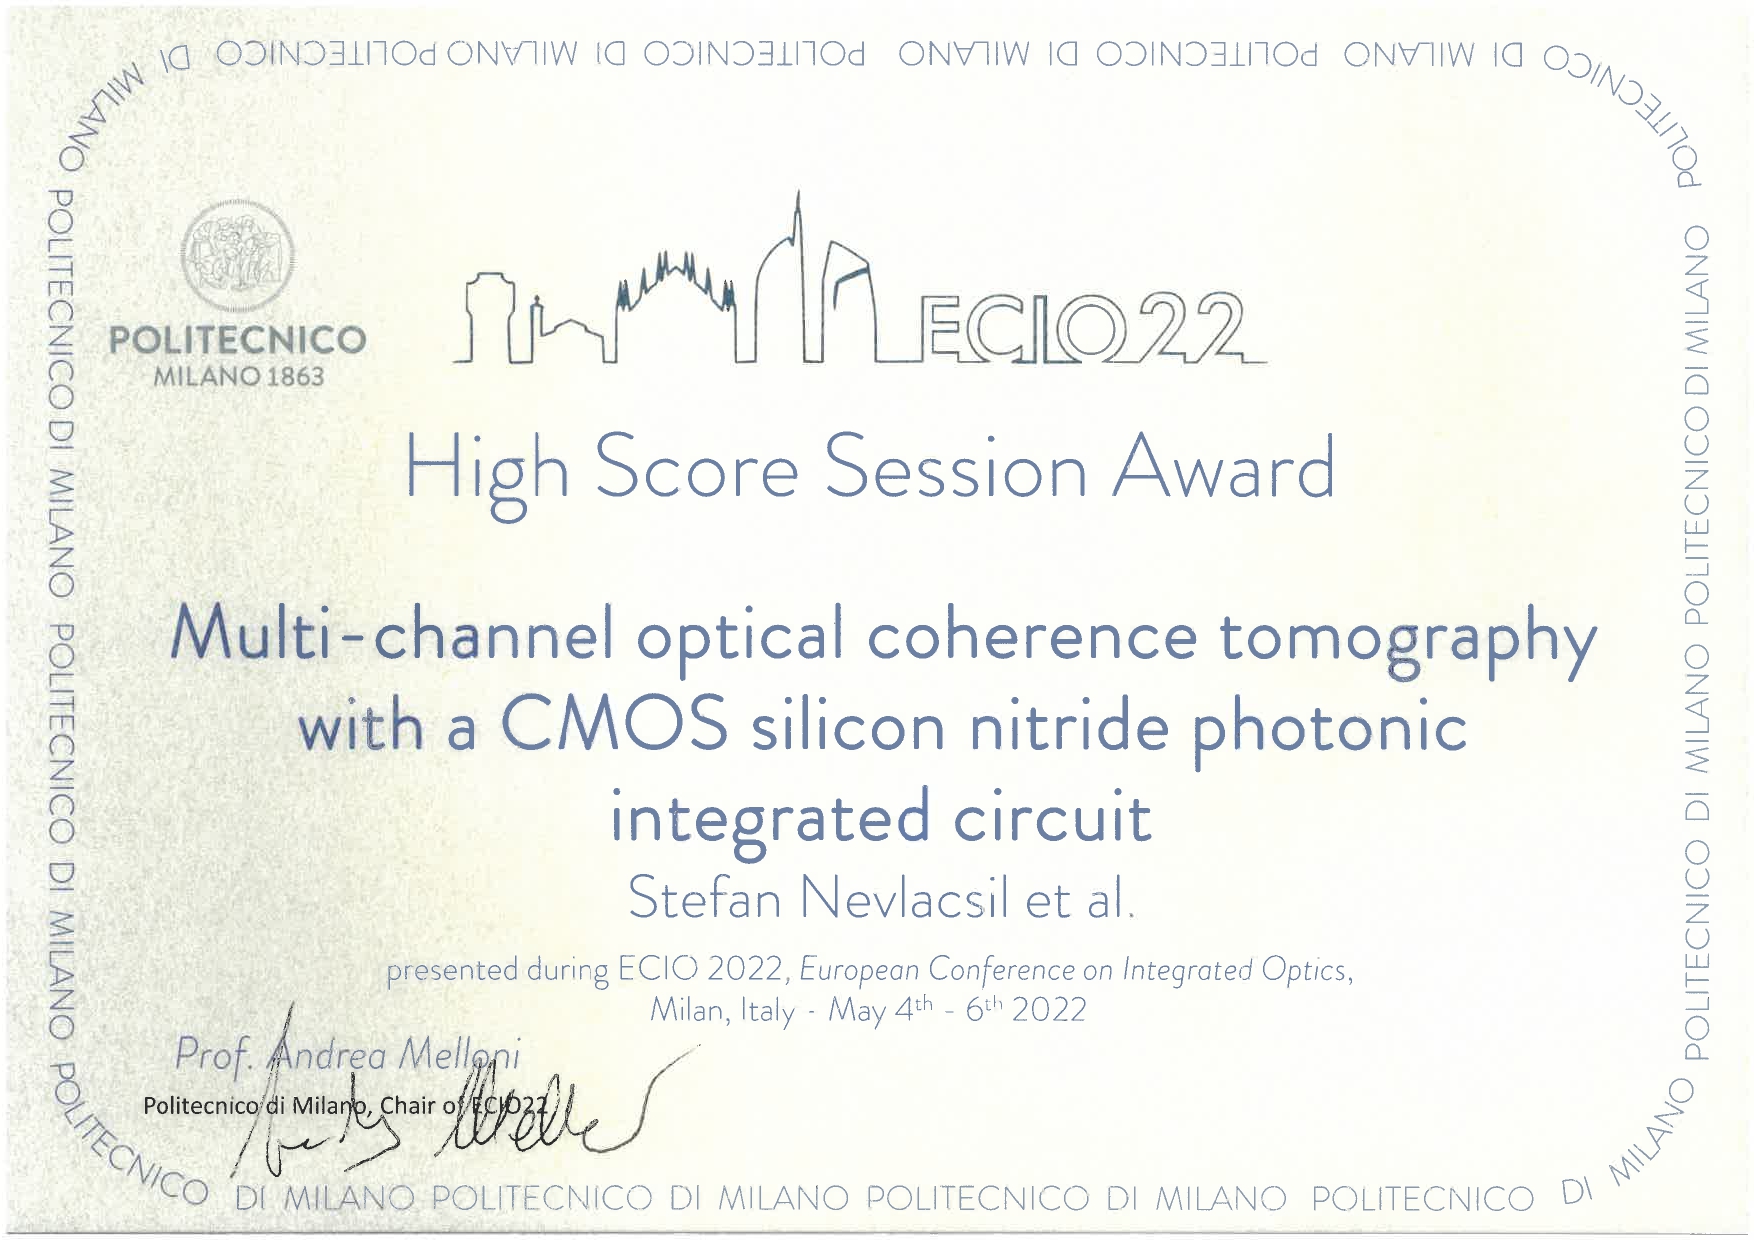 DI POLITECNICO DI MILANO POLITECNICO DI MILANO POLITECNICO DI MILANO POLITECNICO
POLITECNICO
MILANO 1863
ECIO22
High Score Session Award
Multi-channel optical coherence tomography
with a CMOS silicon nitride photonic
integrated circuit
Stefan Nevlacsil et al.
presented during ECIO 2022, European Conference on Integrated Optics,
Milan, Italy - May 4th - 6th 2022
Prof. Andrea Melloni
Politecnico di Milano, Chair of ECIO22
MILANO POLITECNICO DI MILANO POLITECNICO DI MILANO POLITECNICO
DI MILANO POLITECNICO DI MILANO POLITECNICO DI MILANO POLITECNICO DI MILANO
POLITECNICO DI MILANO POLITECNICO DI MILANO